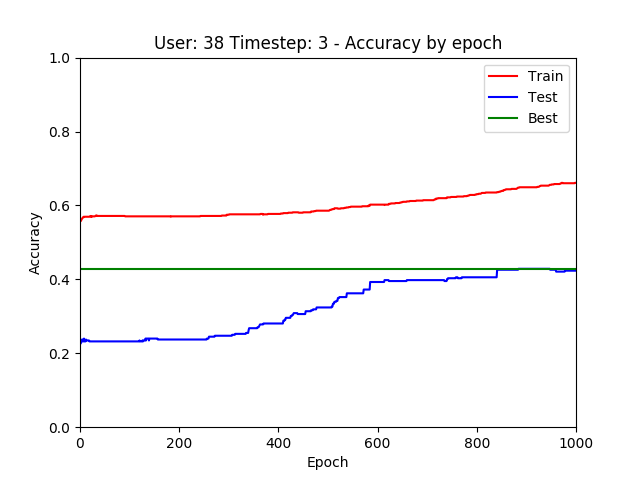 User: 38 Timestep: 3 - Accuracy by epoch
1.0
0.8
0.6
0.4
0.2
0.0
Accuracy
Train
Test
Best
0 200 400 600 800 1000
Epoch